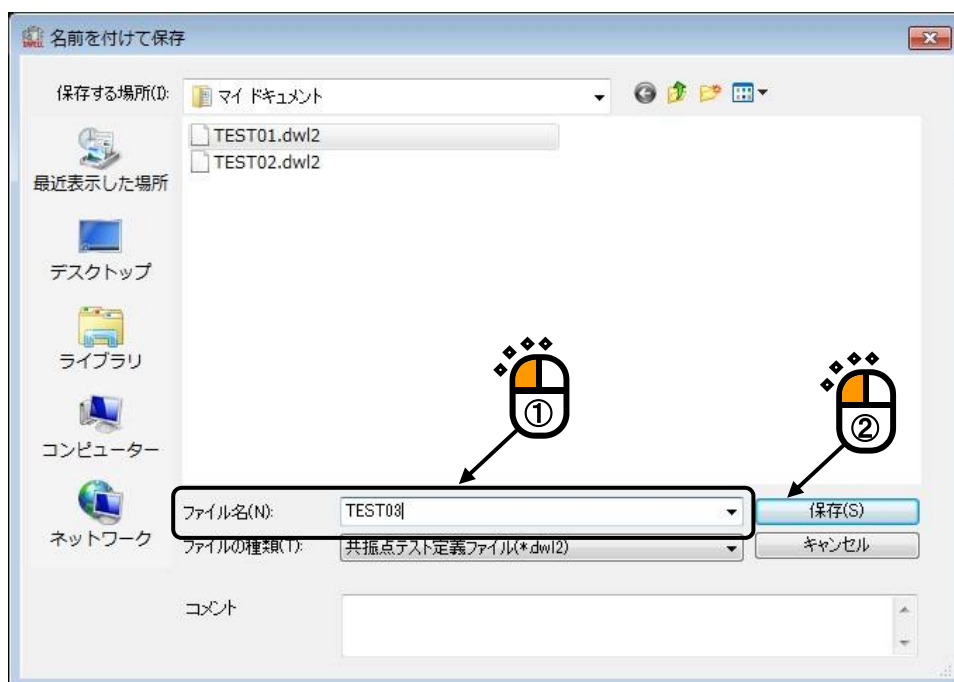 名前を付けて保存
保存する場所(I):
マイ ドキュメント
TEST01.dwl2
TEST02.dwl2
最近表示した場所
デスクトップ
ライブラリ
コンピューター
ネットワーク
①
②
ファイル名(N):
TEST03
保存(S)
ファイルの種類(T):
共振点テスト定義ファイル(*.dwl2)
キャンセル
コメント